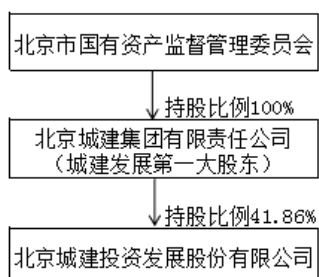 北京市国有资产监督管理委员会
持股比例100%
北京城建集团有限责任公司
（城建发展第一大股东）
持股比例41.86%
北京城建投资发展股份有限公司